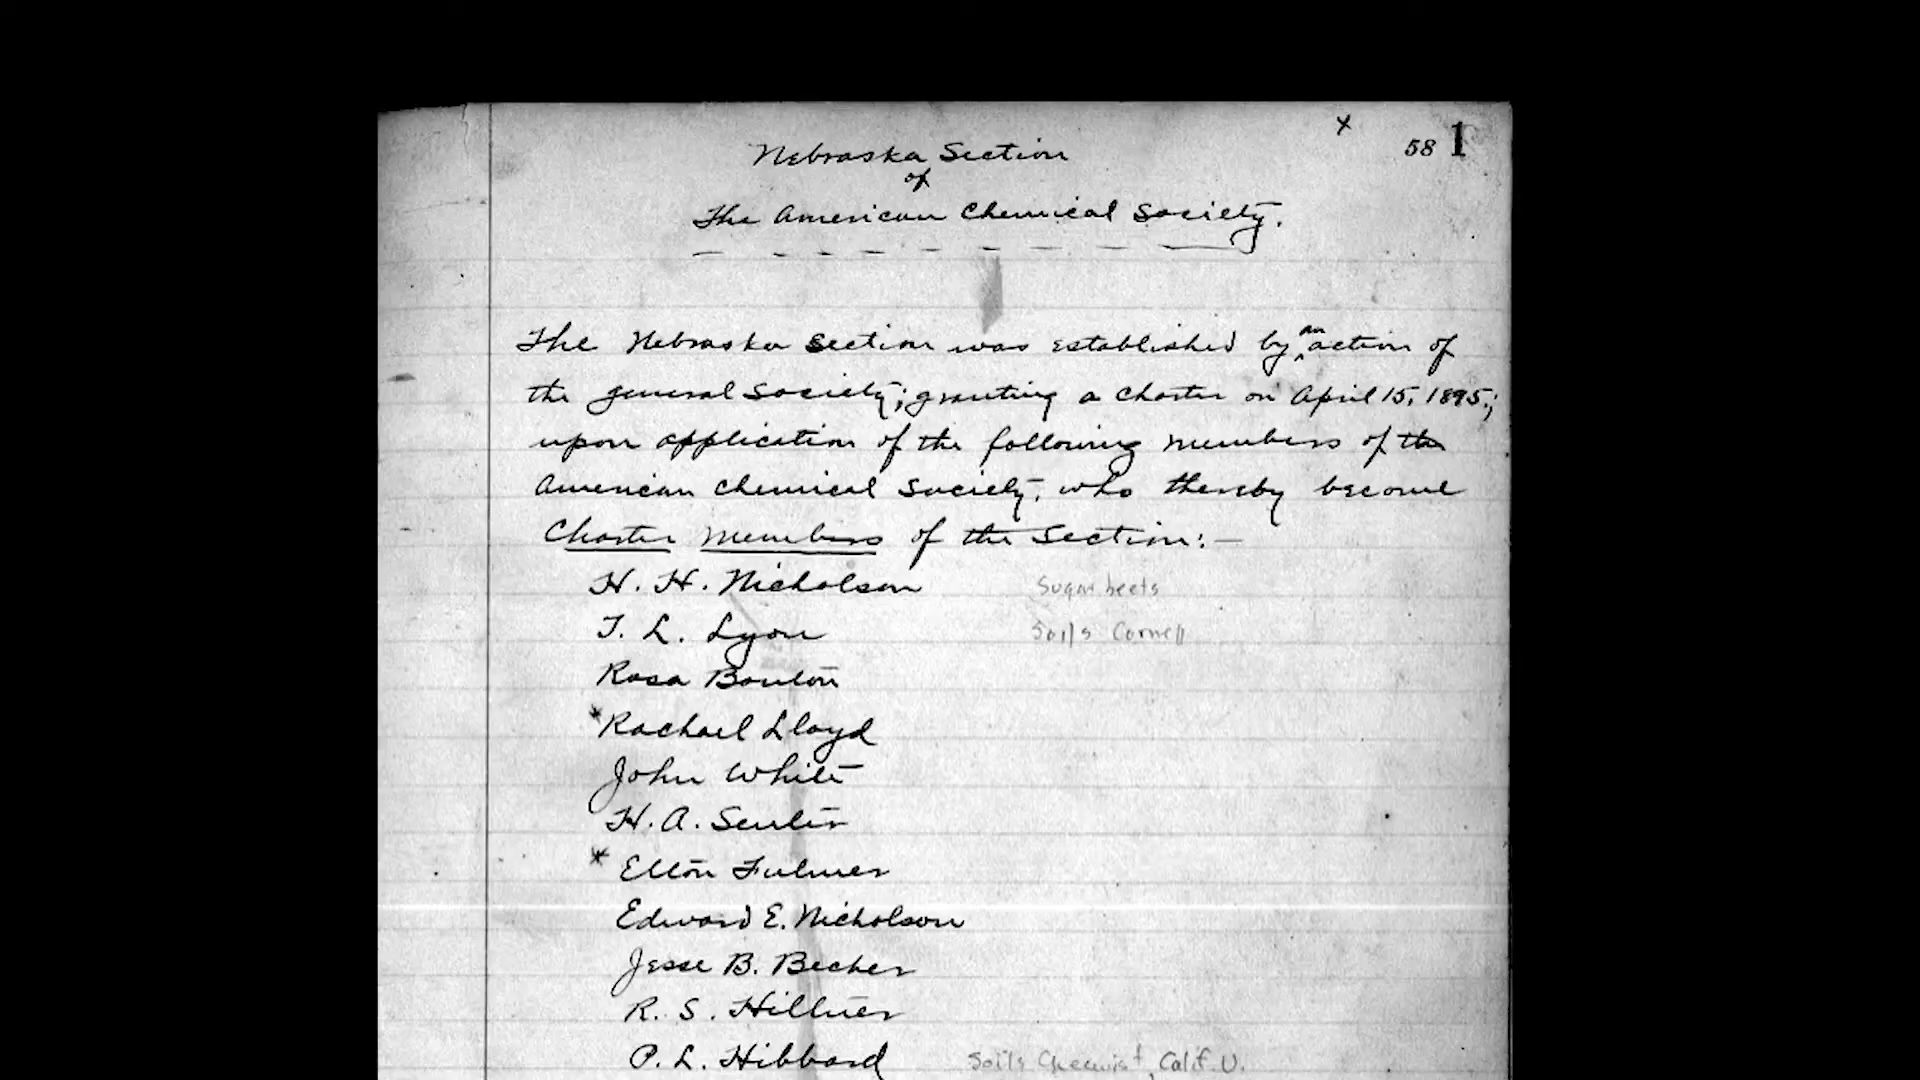 x
58 1
Nebraska Section
of
The American Chemical Society.
The Nebraska Section was established by an action of
the general Society; granting a charter on April 15, 1895;
upon application of the following members of the
American Chemical Society, who thereby become
Charter Members of the Section:—
H. H. Nicholson Sugar beets
T. L. Lyon Soils Cornell
Rosa Bouton
*Rachael Lloyd
John White
H. A. Senter
*Elton Fulmer
Edward E. Nicholson
Jesse B. Becher
R. S. Hiltner
P. L. Hibbard Soils Chemist, Calif. U.